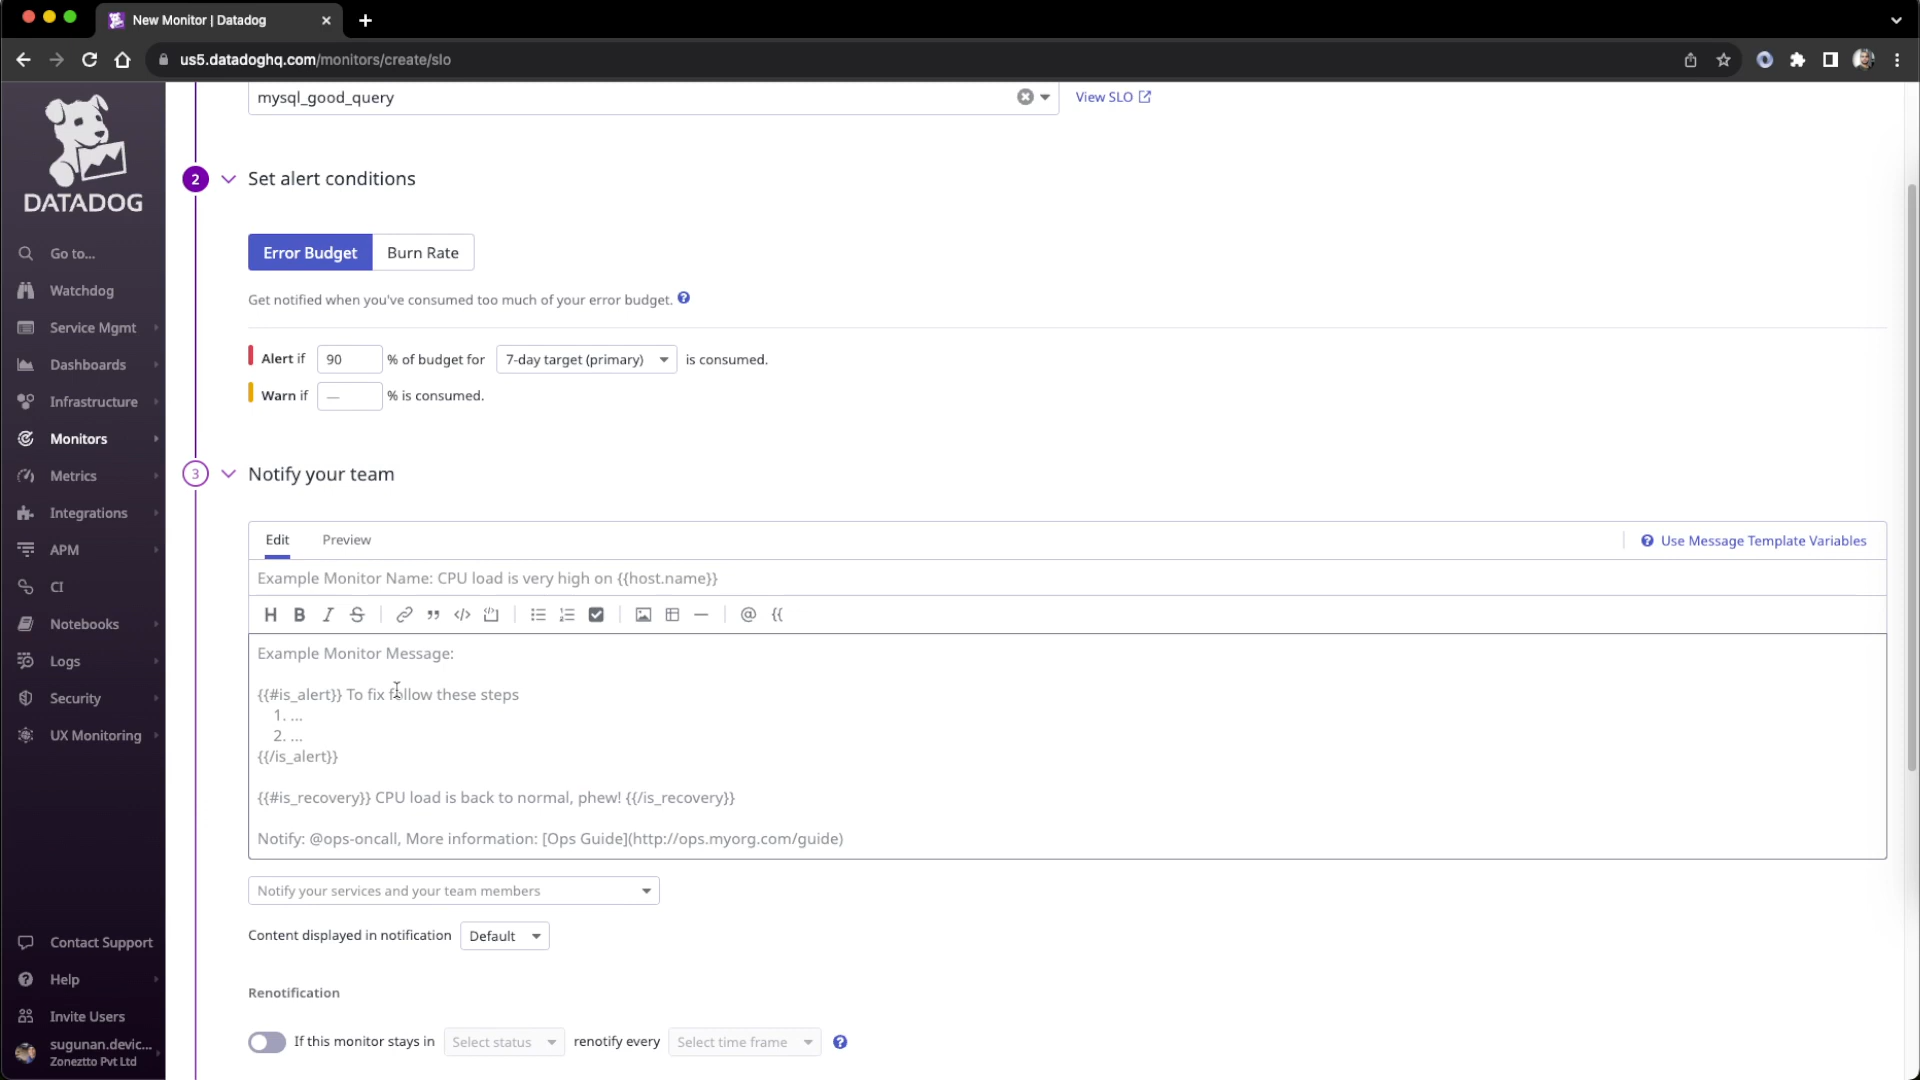 New Monitor | Datadog
us5.datadoghq.com/monitors/create/slo
DATADOG
Go to...
Watchdog
Service Mgmt
Dashboards
Infrastructure
Monitors
Metrics
Integrations
APM
CI
Notebooks
Logs
Security
UX Monitoring
Contact Support
Help
Invite Users
sugunan.devic...
Zoneztto Pvt Ltd
mysql_good_query
View SLO
2 Set alert conditions
Error Budget Burn Rate
Get notified when you've consumed too much of your error budget. ?
Alert if 90 % of budget for 7-day target (primary) is consumed.
Warn if — % is consumed.
3 Notify your team
Edit Preview ? Use Message Template Variables
Example Monitor Name: CPU load is very high on {{host.name}}
H B I S @ {{
Example Monitor Message:
{{#is_alert}} To fix follow these steps
1. ...
2. ...
{{/is_alert}}
{{#is_recovery}} CPU load is back to normal, phew! {{/is_recovery}}
Notify: @ops-oncall, More information: [Ops Guide](http://ops.myorg.com/guide)
Notify your services and your team members
Content displayed in notification Default
Renotification
If this monitor stays in Select status renotify every Select time frame ?